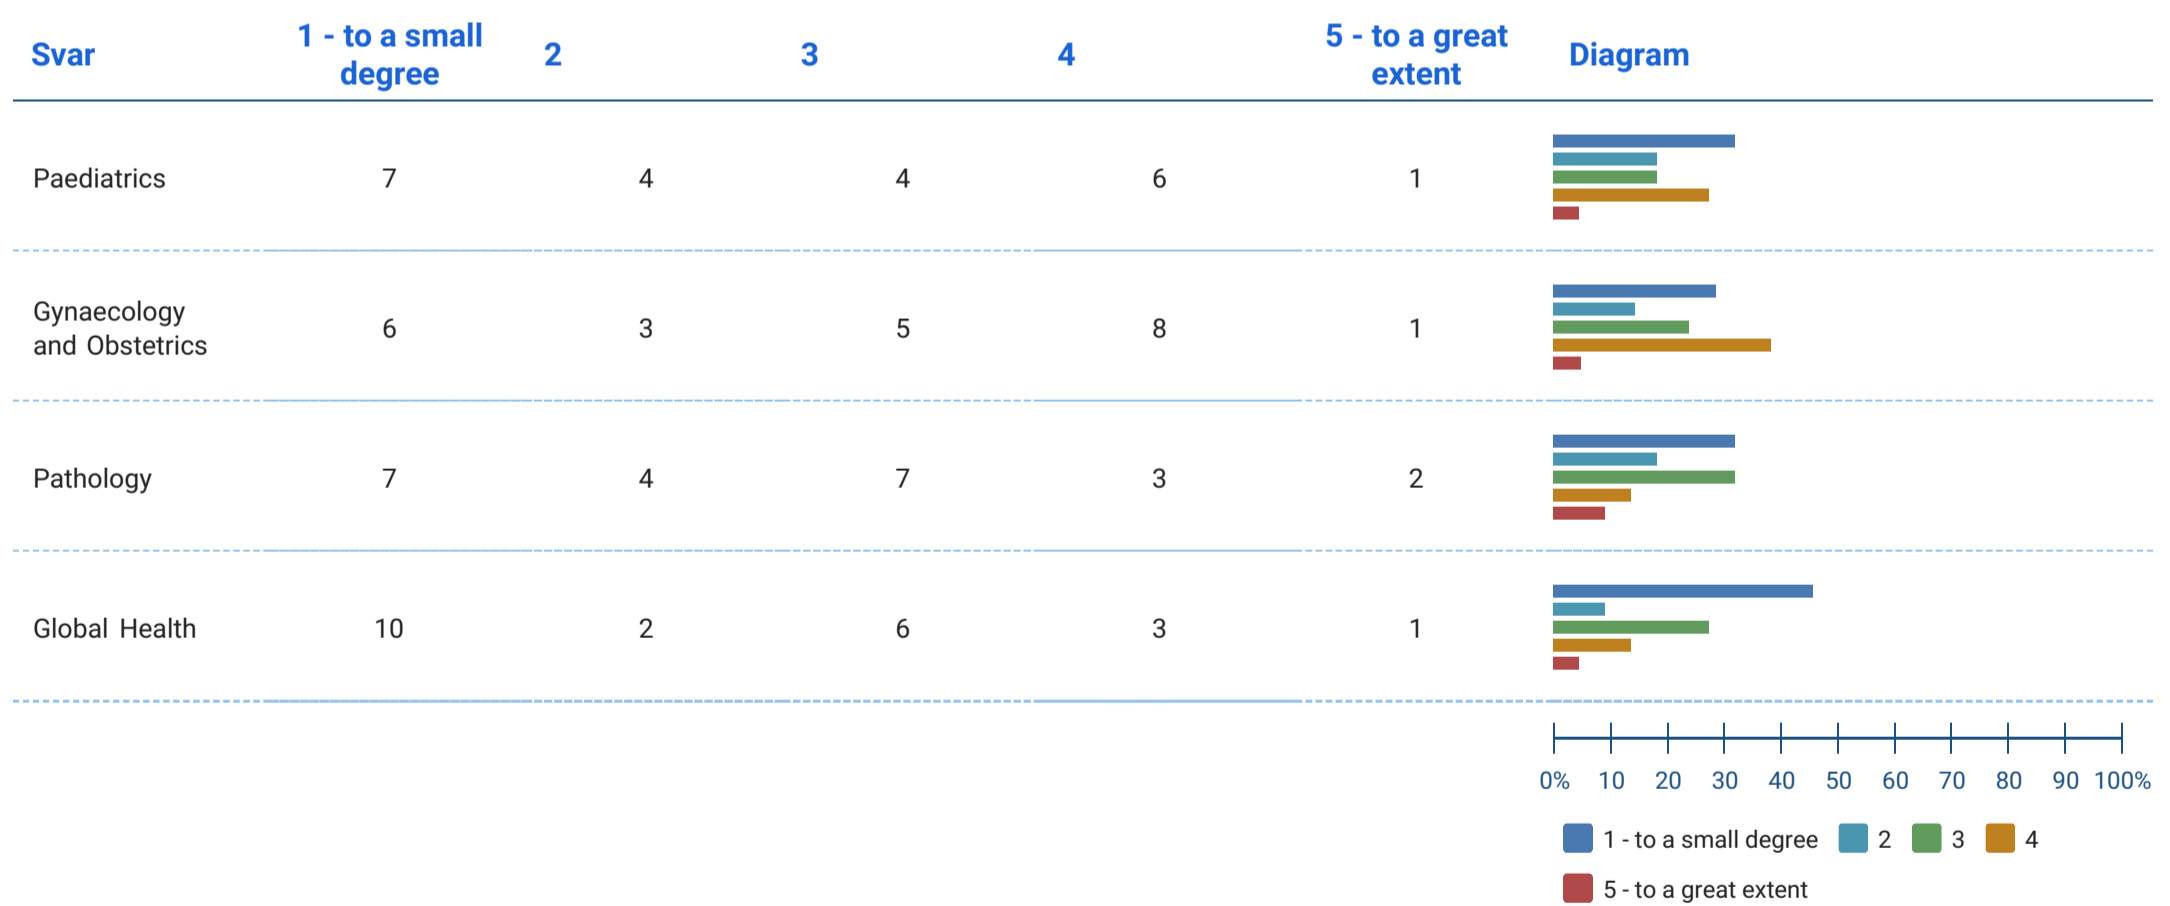 Svar 1 - to a small degree 2 3 4 5 - to a great extent Diagram
Paediatrics 7 4 4 6 1
Gynaecology
and Obstetrics 6 3 5 8 1
Pathology 7 4 7 3 2
Global Health 10 2 6 3 1
0% 10 20 30 40 50 60 70 80 90 100%
1 - to a small degree 2 3 4
5 - to a great extent